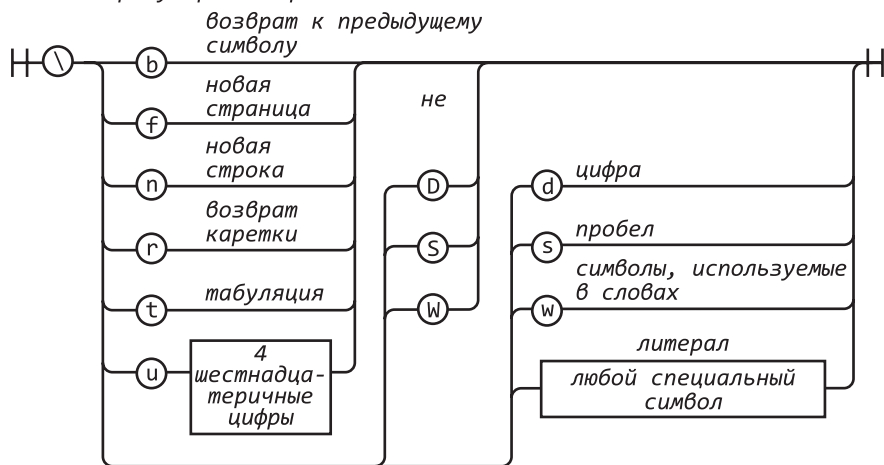 возврат к предыдущему
символу
\
b
новая
страница
не
f
новая
строка
n
D
d
цифра
возврат
каретки
r
S
s
пробел
табуляция
t
W
w
символы, используемые
в словах
u
4
шестнадца-
теричные
цифры
литерал
любой специальный
символ